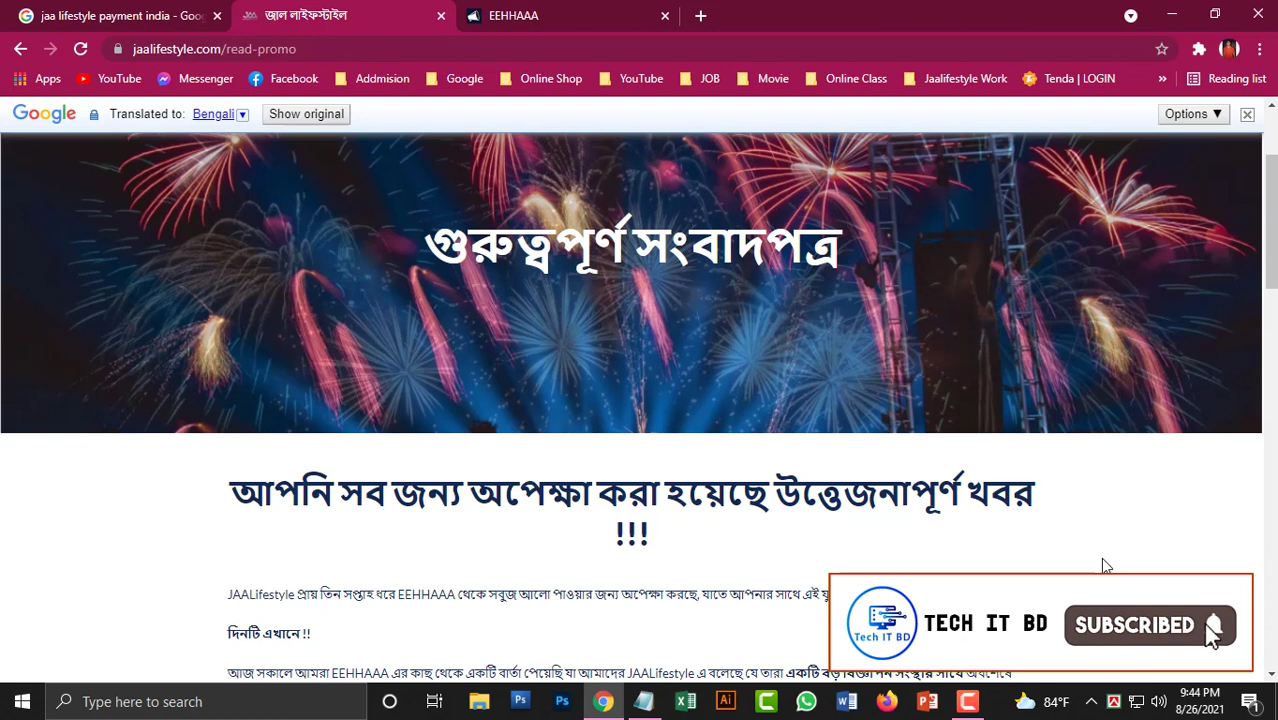 jaa lifestyle payment india - Goo
জাল লাইফস্টাইল
EEHHAAA
jaalifestyle.com/read-promo
Apps YouTube Messenger Facebook Addmision Google Online Shop YouTube JOB Movie Online Class Jaalifestyle Work Tenda | LOGIN » Reading list
Google Translated to: Bengali Show original Options ▼
গুরুত্বপূর্ণ সংবাদপত্র
আপনি সব জন্য অপেক্ষা করা হয়েছে উত্তেজনাপূর্ণ খবর
!!!
JAALifestyle প্রায় তিন সপ্তাহ ধরে EEHHAAA থেকে সবুজ আলো পাওয়ার জন্য অপেক্ষা করছে, যাতে আপনার সাথে এই
দিনটি এখানে !!
আজ সকালে আমরা EEHHAAA এর কাছ থেকে একটি বার্তা পেয়েছি যা আমাদের JAALifestyle এ বলেছে যে তারা একটি বড় বিজ্ঞাপন সংস্থার সাথে অবশেষে
Tech IT BD
TECH IT BD
SUBSCRIBED
Type here to search
84°F
9:44 PM
8/26/2021